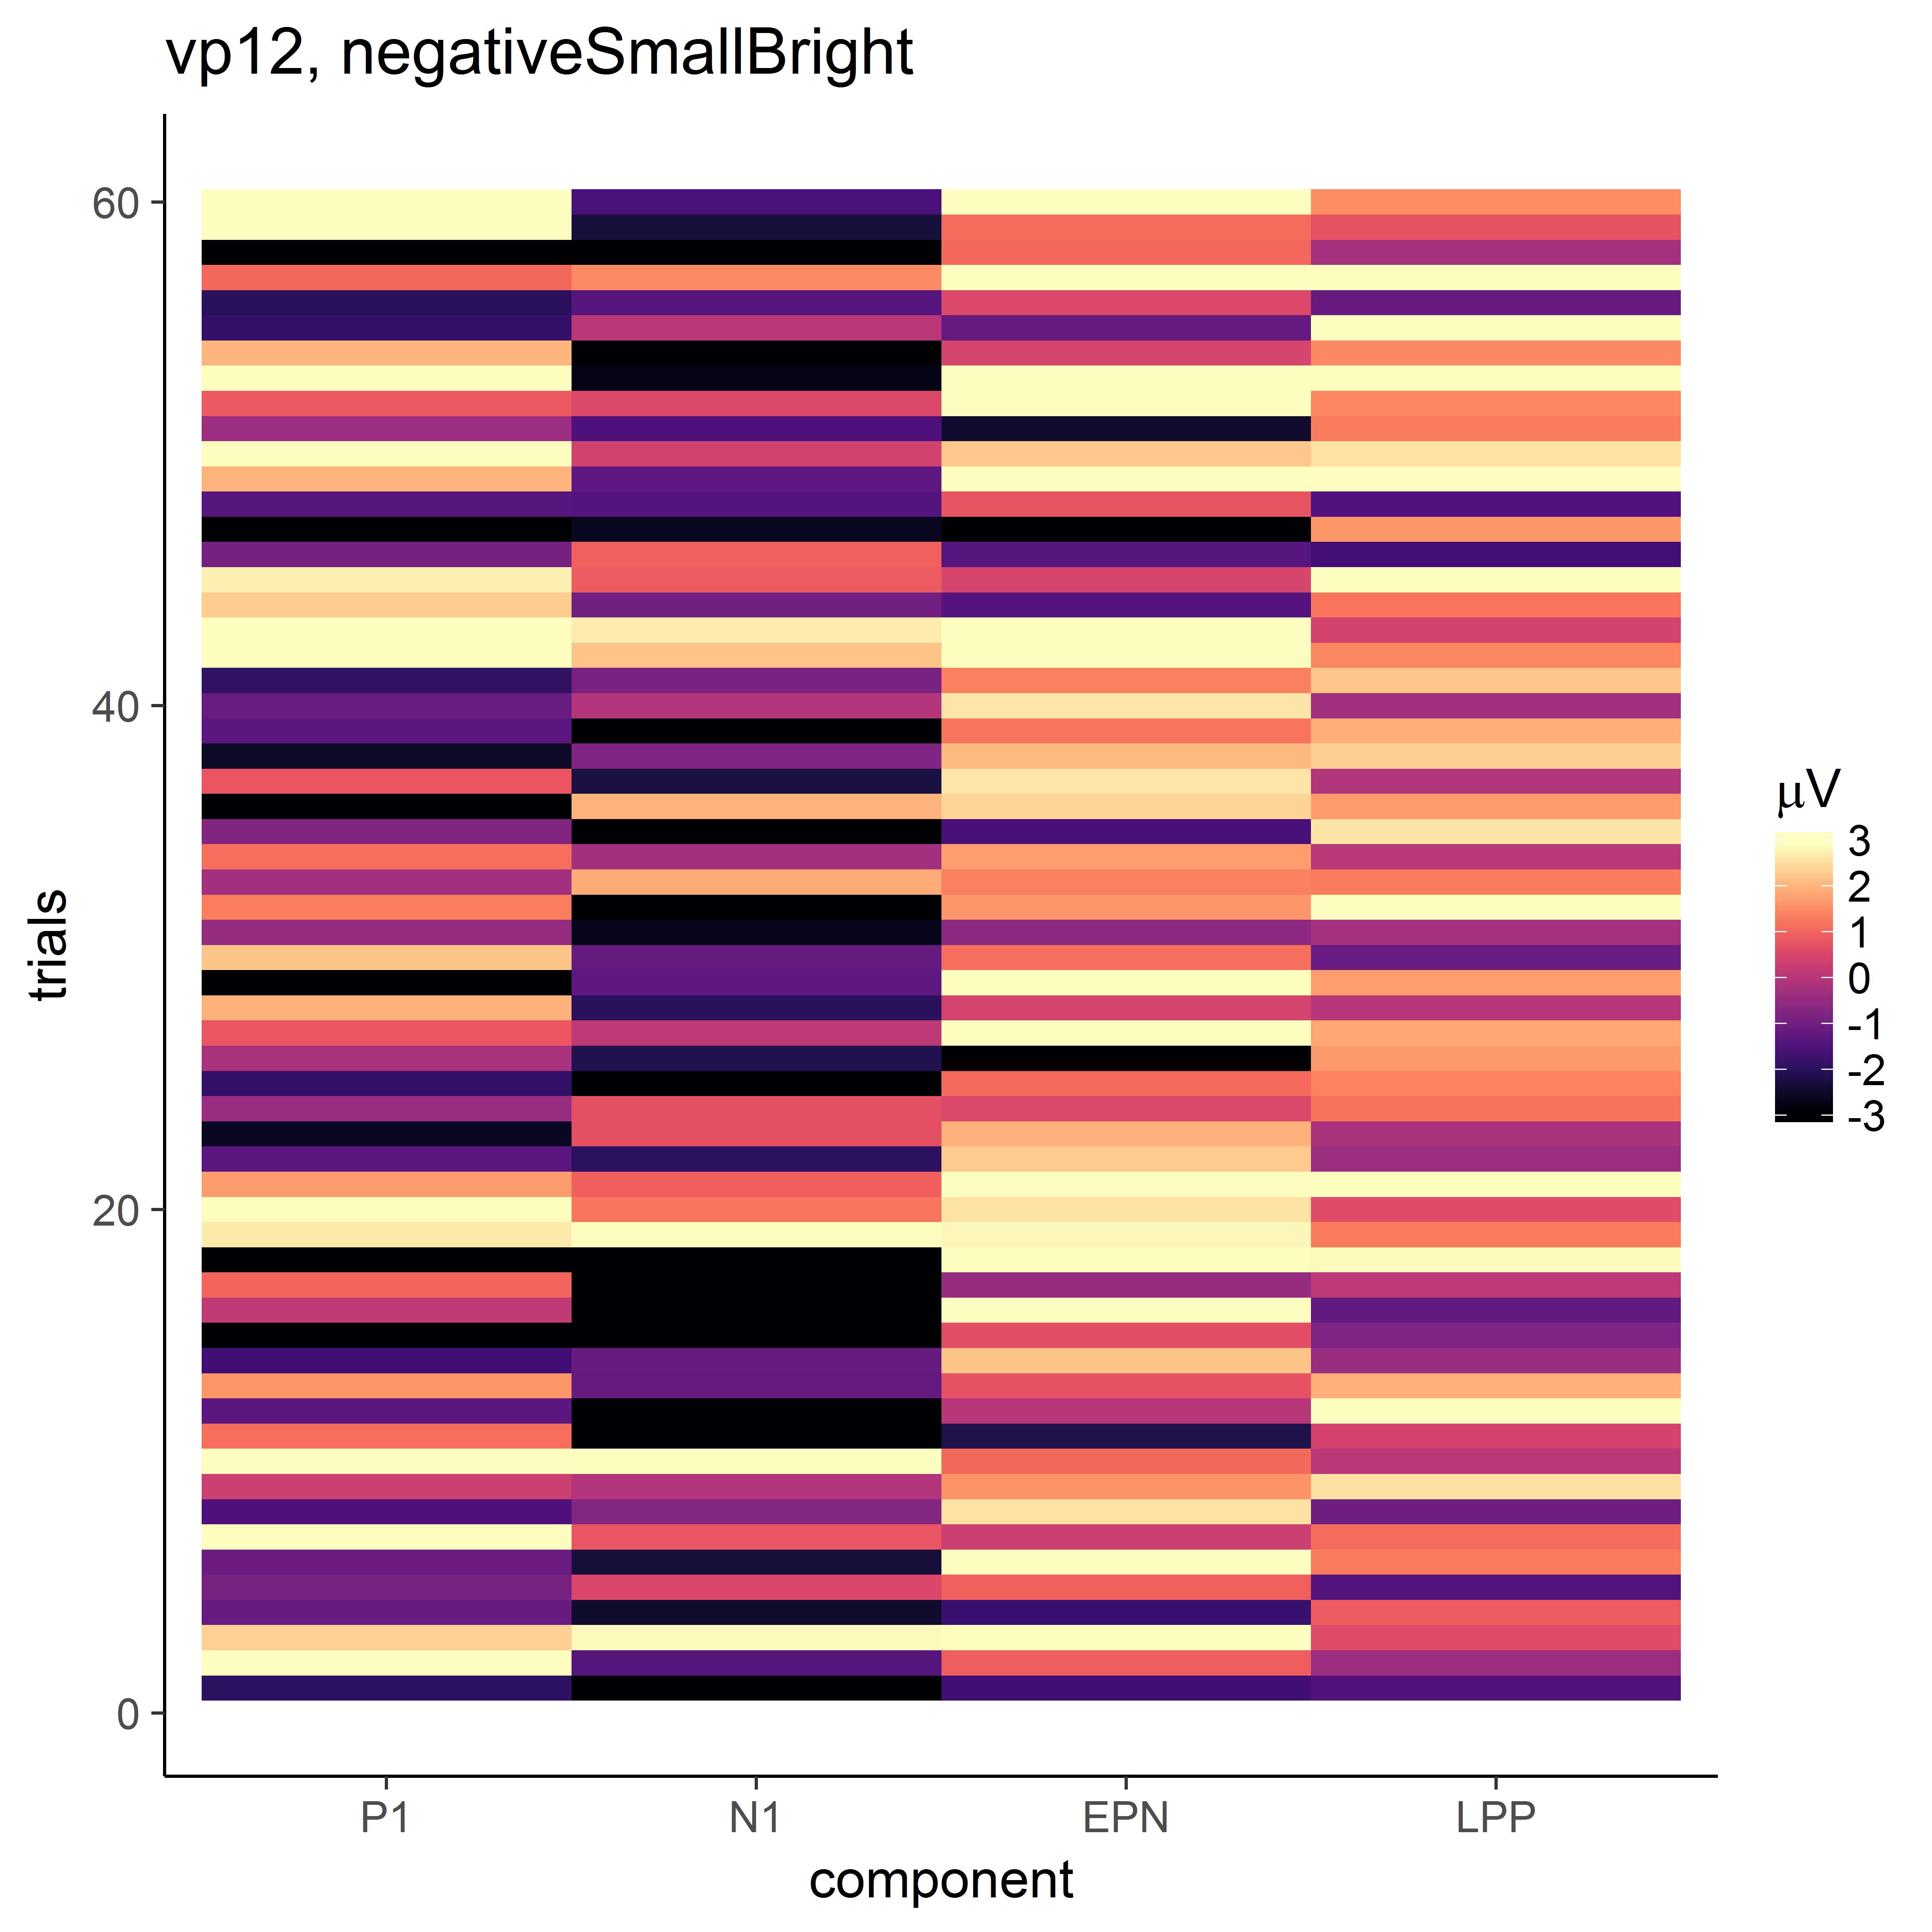 vp12, negativeSmallBright
60
40
20
0
trials
P1 N1 EPN LPP
component
μV
3
2
1
0
-1
-2
-3